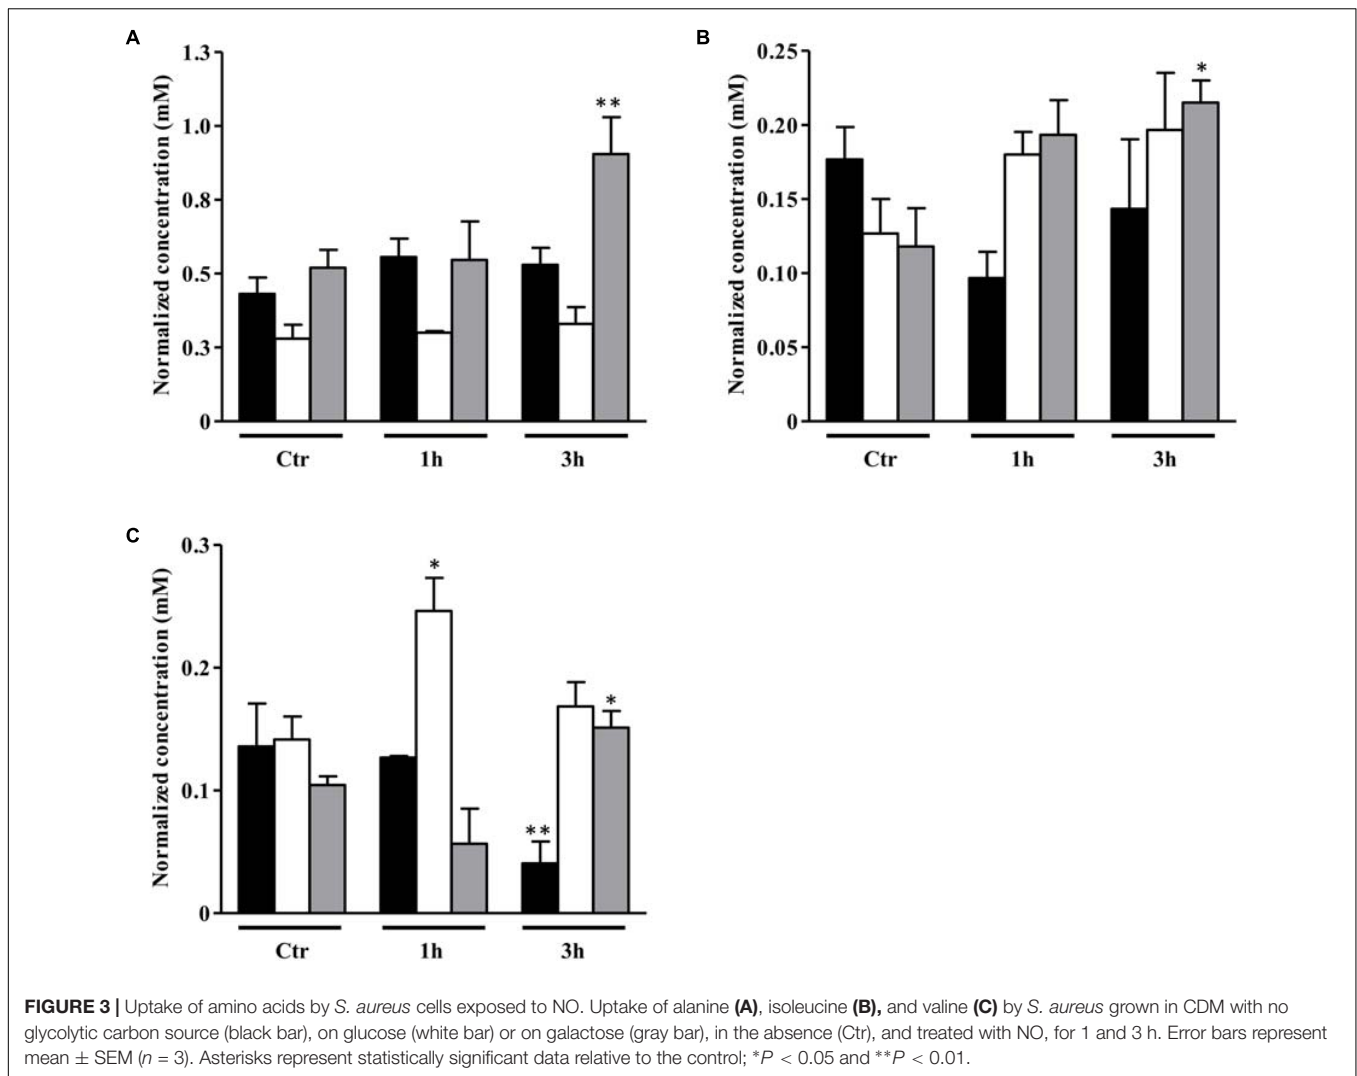 A
Normalized concentration (mM)
1.3
1.0
0.8
0.5
0.3
0
**
Ctr
1h
3h
B
Normalized concentration (mM)
0.25
0.20
0.15
0.10
0.05
0
*
Ctr
1h
3h
C
Normalized concentration (mM)
0.3
0.2
0.1
0
*
**
*
Ctr
1h
3h
FIGURE 3 | Uptake of amino acids by S. aureus cells exposed to NO. Uptake of alanine (A), isoleucine (B), and valine (C) by S. aureus grown in CDM with no
glycolytic carbon source (black bar), on glucose (white bar) or on galactose (gray bar), in the absence (Ctr), and treated with NO, for 1 and 3 h. Error bars represent
mean ± SEM (n = 3). Asterisks represent statistically significant data relative to the control; *P < 0.05 and **P < 0.01.